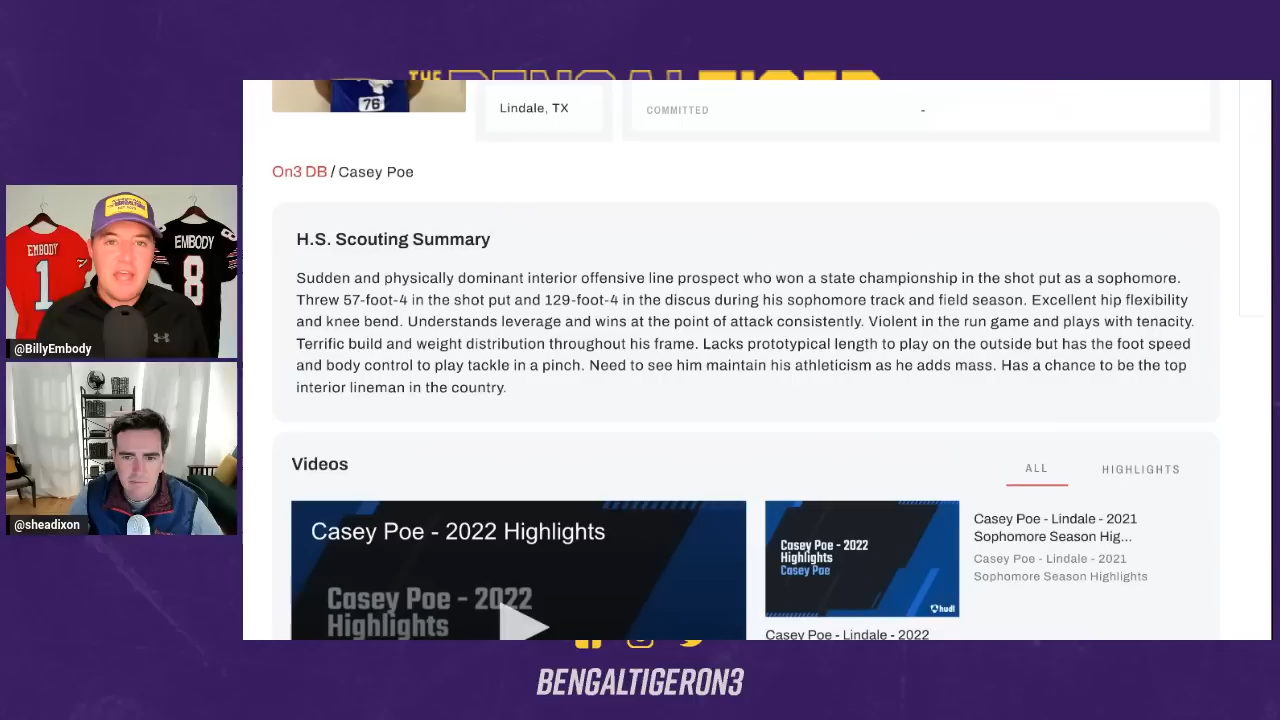 THE BENGAL TIGER
76
Lindale, TX
COMMITTED
-
On3 DB / Casey Poe
H.S. Scouting Summary
Sudden and physically dominant interior offensive line prospect who won a state championship in the shot put as a sophomore.
Threw 57-foot-4 in the shot put and 129-foot-4 in the discus during his sophomore track and field season. Excellent hip flexibility
and knee bend. Understands leverage and wins at the point of attack consistently. Violent in the run game and plays with tenacity.
Terrific build and weight distribution throughout his frame. Lacks prototypical length to play on the outside but has the foot speed
and body control to play tackle in a pinch. Need to see him maintain his athleticism as he adds mass. Has a chance to be the top
interior lineman in the country.
EMBODY
1
EMBODY
8
8
@BillyEmbody
@sheadixon
Videos
ALL
HIGHLIGHTS
Casey Poe - 2022 Highlights
Casey Poe - 2022
Highlights
Casey Poe - 2022
Highlights
Casey Poe
hudl
Casey Poe - Lindale - 2022
Casey Poe - Lindale - 2021
Sophomore Season Hig...
Casey Poe - Lindale - 2021
Sophomore Season Highlights
BENGALTIGERON3